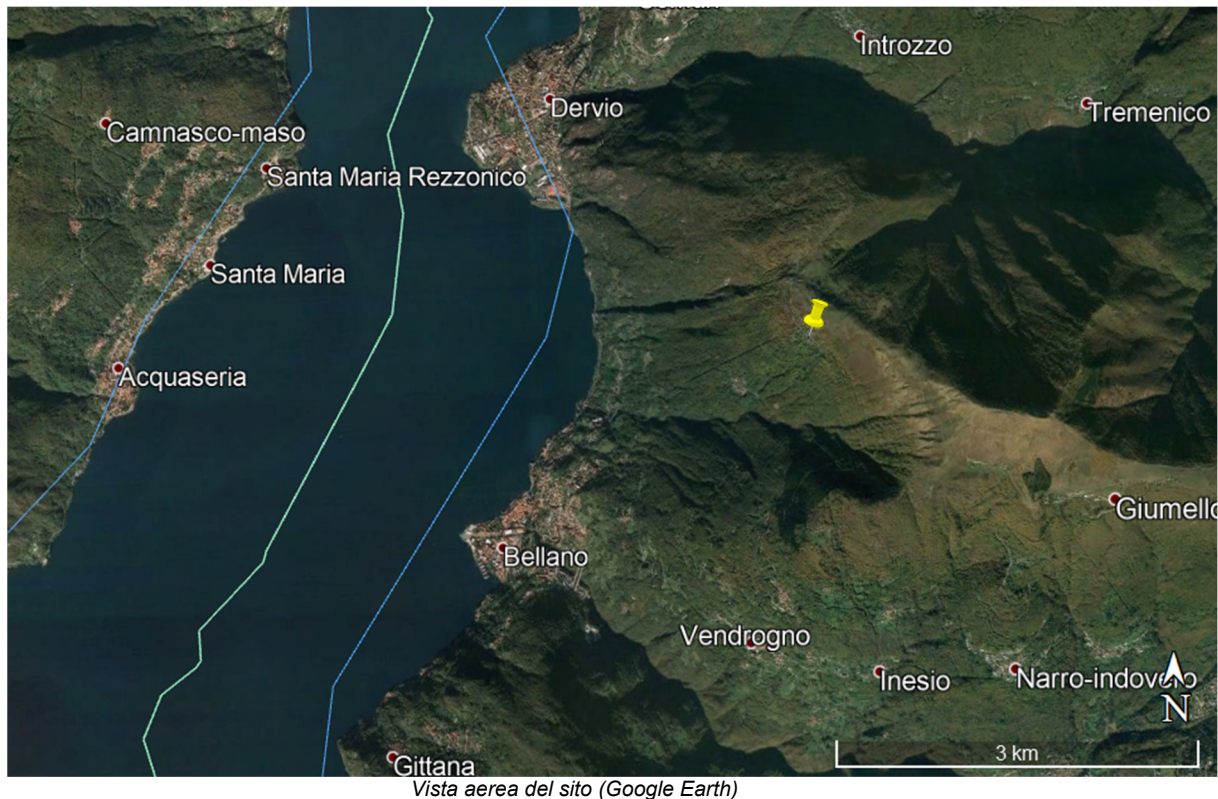 Introzzo
Dervio
Tremenico
Camnasco-maso
Santa Maria Rezzonico
Santa Maria
Acquaseria
Giumello
Bellano
Vendrogno
Inesio
Narro-indovero
N
3 km
Gittana
Vista aerea del sito (Google Earth)